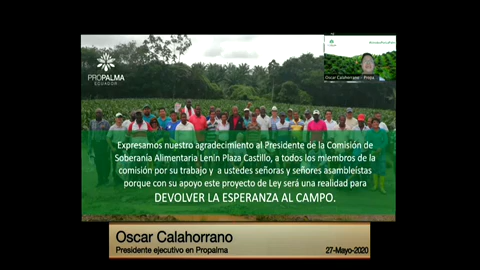 PROPALMA
ECUADOR
Oscar Calahorrano - Propa
Expresamos nuestro agradecimiento al Presidente de la Comisión de
Soberanía Alimentaria Lenin Plaza Castillo, a todos los miembros de la
comisión por su trabajo y a ustedes señoras y señores asambleístas
porque con su apoyo este proyecto de Ley será una realidad para
DEVOLVER LA ESPERANZA AL CAMPO.
Oscar Calahorrano
Presidente ejecutivo en Propalma
27-Mayo-2020